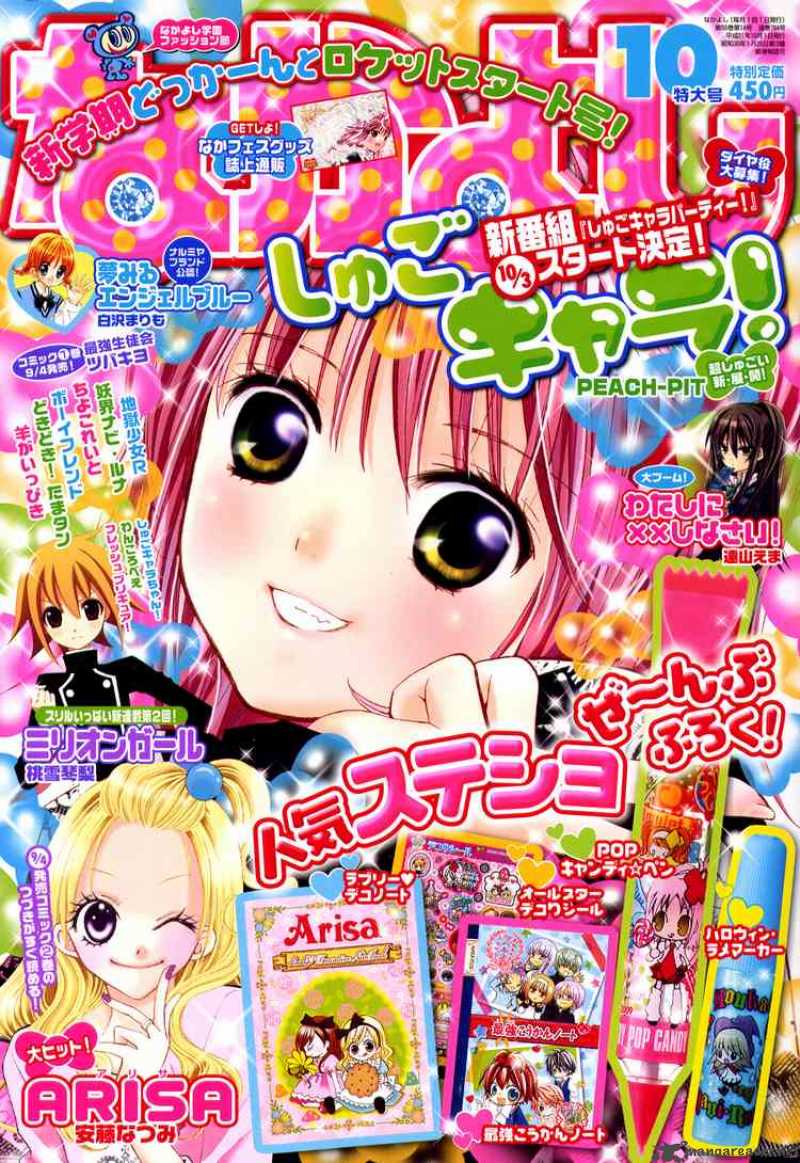 なかよし学園
ファッション部
なかよし
新学期どっかーんとロケットスタート号!
10
特大号
特別定価
450円
GETしよ!
なかフェスグッズ
誌上通販
ダイヤ役
大募集!
新番組『しゅごキャラパーティー!』
10/3
スタート決定!
しゅご
キャラ!
PEACH-PIT
超しゅごい
新・展・開!
ナルミヤ
ブランド
公認!
夢みる
エンジェルブルー
白沢まりも
コミック①巻
9/4発売!
最強生徒会
ツバキヨ
地獄少女R
妖界ナビ・ルナ
ちよこれいと
ボーイフレンド
どきどき!たまタン
羊がいっぴき
しゅごキャラちゃん!
わんころべえ
フレッシュプリキュア!
大ブーム!
わたしに
××しなさい!
遠山えま
スリルいっぱい新連載第2回!
ミリオンガール
桃雪琴梨
ぜーんぶ
ふろく!
人気ステショ
9/4発売コミック②巻の
つづきがすぐ読める!!
ラブリー♥
デコノート
オールスター
デコウシール
POP
キャンディ☆ペン
ハロウィン・
ラメマーカー
Arisa
最強こうかんノート
POP CANDY
最強こうかんノート
大ヒット!
アリサ
ARISA
安藤なつみ